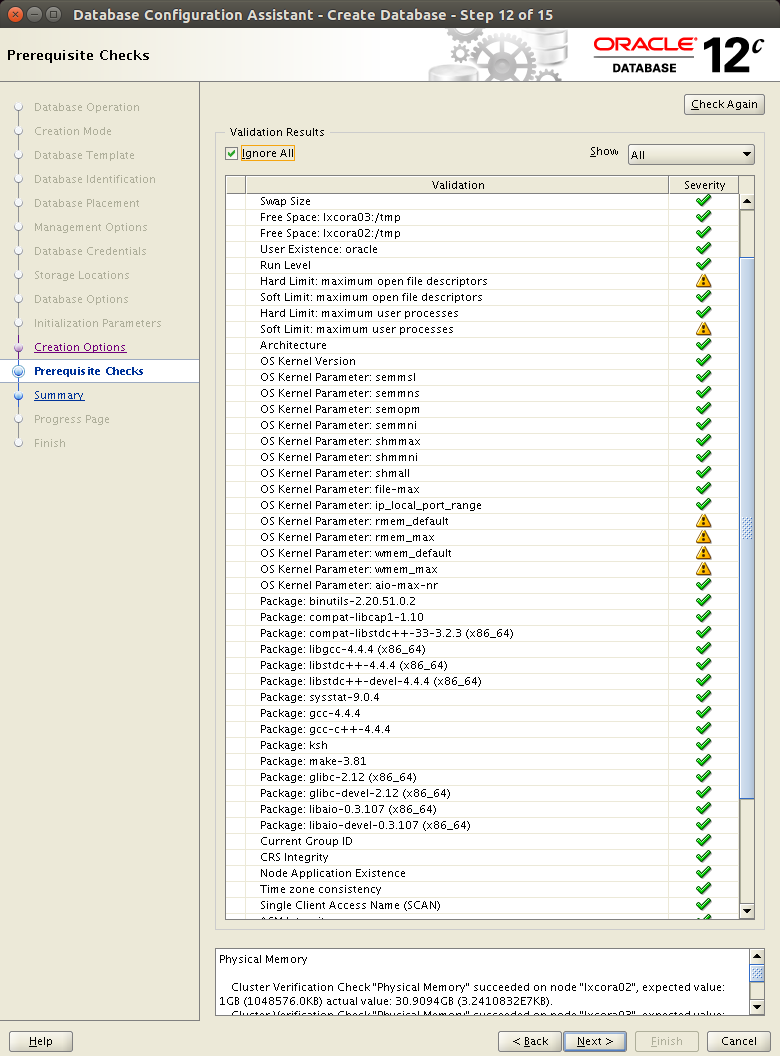 Database Configuration Assistant - Create Database - Step 12 of 15
Prerequisite Checks
ORACLE® DATABASE 12c
Database Operation
Creation Mode
Database Template
Database Identification
Database Placement
Management Options
Database Credentials
Storage Locations
Database Options
Initialization Parameters
Creation Options
Prerequisite Checks
Summary
Progress Page
Finish
Check Again
Validation Results
Ignore All
Show All
Validation Severity
Swap Size
Free Space: lxcora03:/tmp
Free Space: lxcora02:/tmp
User Existence: oracle
Run Level
Hard Limit: maximum open file descriptors
Soft Limit: maximum open file descriptors
Hard Limit: maximum user processes
Soft Limit: maximum user processes
Architecture
OS Kernel Version
OS Kernel Parameter: semmsl
OS Kernel Parameter: semmns
OS Kernel Parameter: semopm
OS Kernel Parameter: semmni
OS Kernel Parameter: shmmax
OS Kernel Parameter: shmmni
OS Kernel Parameter: shmall
OS Kernel Parameter: file-max
OS Kernel Parameter: ip_local_port_range
OS Kernel Parameter: rmem_default
OS Kernel Parameter: rmem_max
OS Kernel Parameter: wmem_default
OS Kernel Parameter: wmem_max
OS Kernel Parameter: aio-max-nr
Package: binutils-2.20.51.0.2
Package: compat-libcap1-1.10
Package: compat-libstdc++-33-3.2.3 (x86_64)
Package: libgcc-4.4.4 (x86_64)
Package: libstdc++-4.4.4 (x86_64)
Package: libstdc++-devel-4.4.4 (x86_64)
Package: sysstat-9.0.4
Package: gcc-4.4.4
Package: gcc-c++-4.4.4
Package: ksh
Package: make-3.81
Package: glibc-2.12 (x86_64)
Package: glibc-devel-2.12 (x86_64)
Package: libaio-0.3.107 (x86_64)
Package: libaio-devel-0.3.107 (x86_64)
Current Group ID
CRS Integrity
Node Application Existence
Time zone consistency
Single Client Access Name (SCAN)
Physical Memory
Cluster Verification Check "Physical Memory" succeeded on node "lxcora02", expected value:
1GB (1048576.0KB) actual value: 30.9094GB (3.2410832E7KB).
Cluster Verification Check "Physical Memory" succeeded on node "lxcora03", expected value:
Help
< Back
Next >
Finish
Cancel